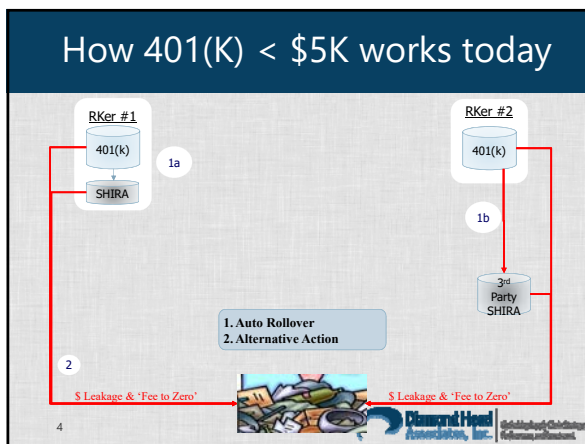 How 401(K) < $5K works today
RKer #1
401(k)
SHIRA
1a
RKer #2
401(k)
1b
3rd
Party
SHIRA
1. Auto Rollover
2. Alternative Action
2
$ Leakage & 'Fee to Zero'
$ Leakage & 'Fee to Zero'
4
Diamond Head
Associates, Inc.